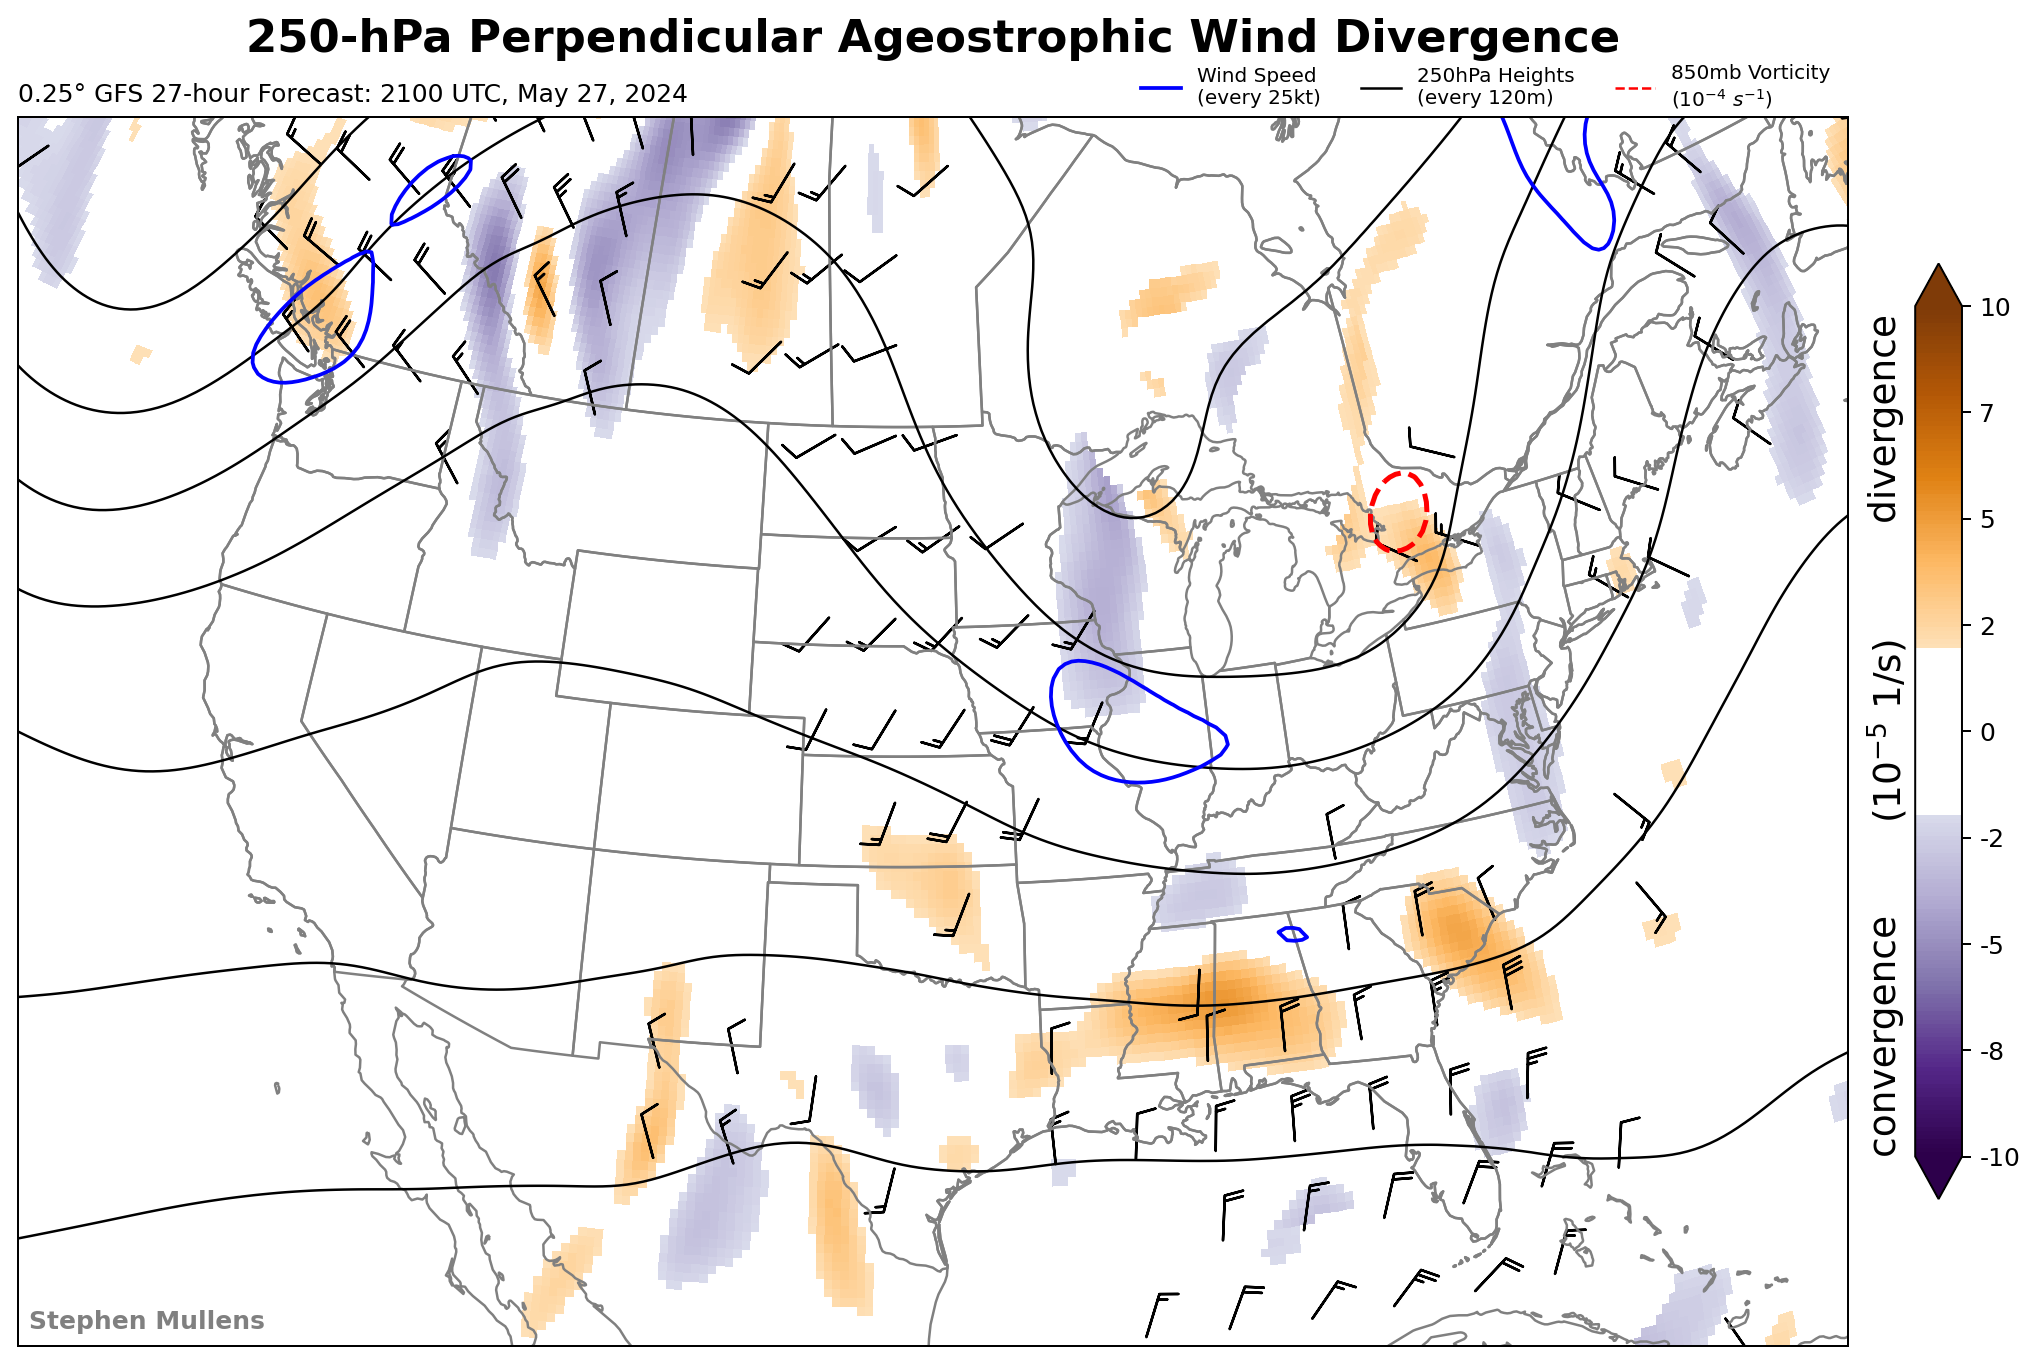 250-hPa Perpendicular Ageostrophic Wind Divergence
0.25° GFS 27-hour Forecast: 2100 UTC, May 27, 2024
Wind Speed
(every 25kt)
250hPa Heights
(every 120m)
850mb Vorticity
(10⁻⁴ s⁻¹)
10
7
5
2
0
-2
-5
-8
-10
convergence (10⁻⁵ 1/s) divergence
Stephen Mullens